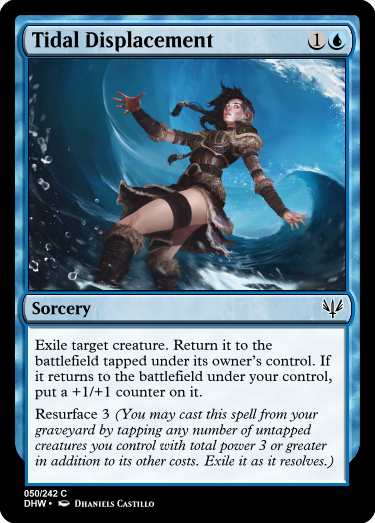 Tidal Displacement 1
Sorcery
Exile target creature. Return it to the
battlefield tapped under its owner's control. If
it returns to the battlefield under your control,
put a +1/+1 counter on it.
Resurface 3 (You may cast this spell from your
graveyard by tapping any number of untapped
creatures you control with total power 3 or greater
in addition to its other costs. Exile it as it resolves.)
050/242 C
DHW • Dhaniels Castillo